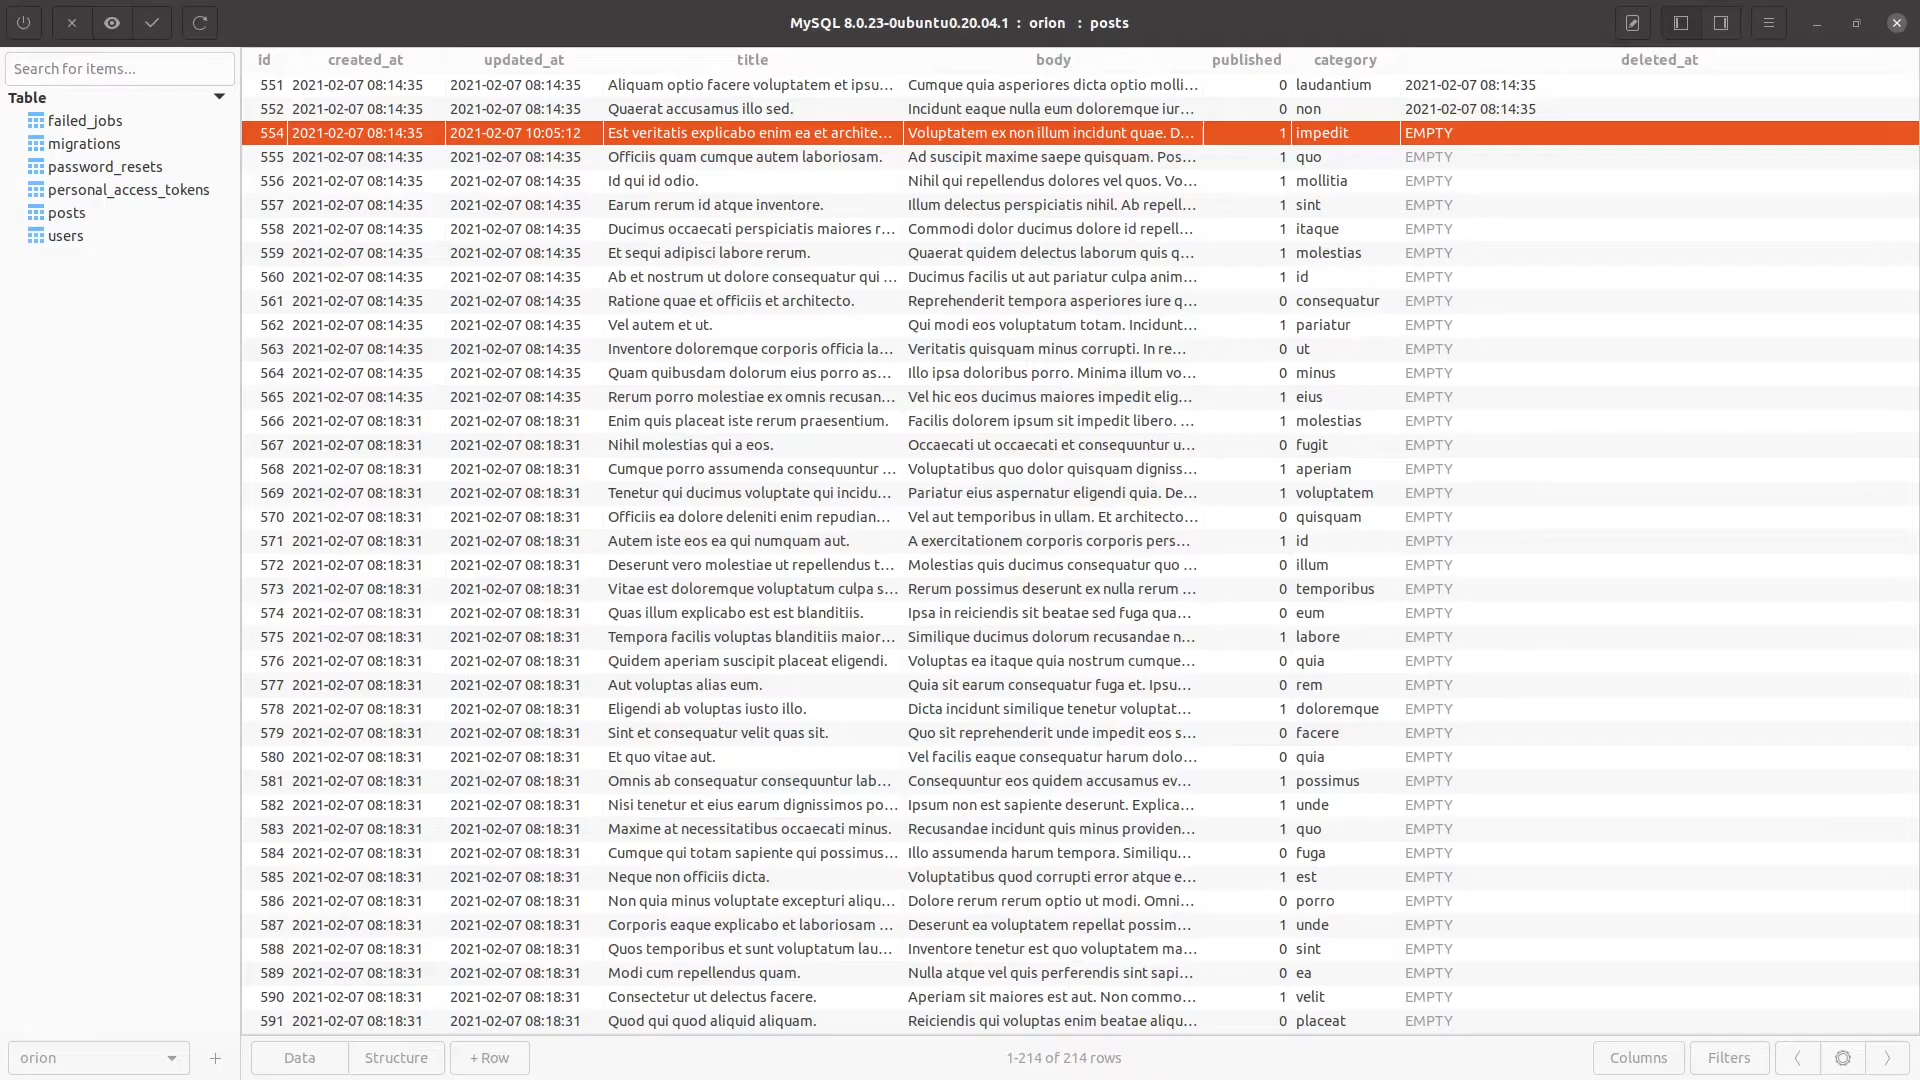 MySQL 8.0.23-0ubuntu0.20.04.1 : orion : posts
Search for items...
Table
failed_jobs
migrations
password_resets
personal_access_tokens
posts
users
id created_at updated_at title body published category deleted_at
551 2021-02-07 08:14:35 2021-02-07 08:14:35 Aliquam optio facere voluptatem et ipsu... Cumque quia asperiores dicta optio molli... 0 laudantium 2021-02-07 08:14:35
552 2021-02-07 08:14:35 2021-02-07 08:14:35 Quaerat accusamus illo sed. Incidunt eaque nulla eum doloremque iur... 0 non 2021-02-07 08:14:35
554 2021-02-07 08:14:35 2021-02-07 10:05:12 Est veritatis explicabo enim ea et archite... Voluptatem ex non illum incidunt quae. D... 1 impedit EMPTY
555 2021-02-07 08:14:35 2021-02-07 08:14:35 Officiis quam cumque autem laboriosam. Ad suscipit maxime saepe quisquam. Pos... 1 quo EMPTY
556 2021-02-07 08:14:35 2021-02-07 08:14:35 Id qui id odio. Nihil qui repellendus dolores vel quos. Vo... 1 mollitia EMPTY
557 2021-02-07 08:14:35 2021-02-07 08:14:35 Earum rerum id atque inventore. Illum delectus perspiciatis nihil. Ab repell... 1 sint EMPTY
558 2021-02-07 08:14:35 2021-02-07 08:14:35 Ducimus occaecati perspiciatis maiores r... Commodi dolor ducimus dolore id repell... 1 itaque EMPTY
559 2021-02-07 08:14:35 2021-02-07 08:14:35 Et sequi adipisci labore rerum. Quaerat quidem delectus laborum quis q... 1 molestias EMPTY
560 2021-02-07 08:14:35 2021-02-07 08:14:35 Ab et nostrum ut dolore consequatur qui ... Ducimus facilis ut aut pariatur culpa anim... 1 id EMPTY
561 2021-02-07 08:14:35 2021-02-07 08:14:35 Ratione quae et officiis et architecto. Reprehenderit tempora asperiores iure q... 0 consequatur EMPTY
562 2021-02-07 08:14:35 2021-02-07 08:14:35 Vel autem et ut. Qui modi eos voluptatum totam. Incidunt... 1 pariatur EMPTY
563 2021-02-07 08:14:35 2021-02-07 08:14:35 Inventore doloremque corporis officia la... Veritatis quisquam minus corrupti. In re... 0 ut EMPTY
564 2021-02-07 08:14:35 2021-02-07 08:14:35 Quam quibusdam dolorum eius porro as... Illo ipsa doloribus porro. Minima illum vo... 0 minus EMPTY
565 2021-02-07 08:14:35 2021-02-07 08:14:35 Rerum porro molestiae ex omnis recusan... Vel hic eos ducimus maiores impedit elig... 1 eius EMPTY
566 2021-02-07 08:18:31 2021-02-07 08:18:31 Enim quis placeat iste rerum praesentium. Facilis dolorem ipsum sit impedit libero. ... 1 molestias EMPTY
567 2021-02-07 08:18:31 2021-02-07 08:18:31 Nihil molestias qui a eos. Occaecati ut occaecati et consequuntur u... 0 fugit EMPTY
568 2021-02-07 08:18:31 2021-02-07 08:18:31 Cumque porro assumenda consequuntur ... Voluptatibus quo dolor quisquam digniss... 1 aperiam EMPTY
569 2021-02-07 08:18:31 2021-02-07 08:18:31 Tenetur qui ducimus voluptate qui incidu... Pariatur eius aspernatur eligendi quia. De... 1 voluptatem EMPTY
570 2021-02-07 08:18:31 2021-02-07 08:18:31 Officiis ea dolore deleniti enim repudian... Vel aut temporibus in ullam. Et architecto... 0 quisquam EMPTY
571 2021-02-07 08:18:31 2021-02-07 08:18:31 Autem iste eos ea qui numquam aut. A exercitationem corporis corporis pers... 1 id EMPTY
572 2021-02-07 08:18:31 2021-02-07 08:18:31 Deserunt vero molestiae ut repellendus t... Molestias quis ducimus consequatur quo ... 0 illum EMPTY
573 2021-02-07 08:18:31 2021-02-07 08:18:31 Vitae est doloremque voluptatum culpa s... Rerum possimus deserunt ex nulla rerum ... 0 temporibus EMPTY
574 2021-02-07 08:18:31 2021-02-07 08:18:31 Quas illum explicabo est est blanditiis. Ipsa in reiciendis sit beatae sed fuga qua... 0 eum EMPTY
575 2021-02-07 08:18:31 2021-02-07 08:18:31 Tempora facilis voluptas blanditiis maior... Similique ducimus dolorum recusandae n... 1 labore EMPTY
576 2021-02-07 08:18:31 2021-02-07 08:18:31 Quidem aperiam suscipit placeat eligendi. Voluptas ea itaque quia nostrum cumque... 0 quia EMPTY
577 2021-02-07 08:18:31 2021-02-07 08:18:31 Aut voluptas alias eum. Quia sit earum consequatur fuga et. Ipsu... 0 rem EMPTY
578 2021-02-07 08:18:31 2021-02-07 08:18:31 Eligendi ab voluptas iusto illo. Dicta incidunt similique tenetur voluptat... 1 doloremque EMPTY
579 2021-02-07 08:18:31 2021-02-07 08:18:31 Sint et consequatur velit quas sit. Quo sit reprehenderit unde impedit eos s... 0 facere EMPTY
580 2021-02-07 08:18:31 2021-02-07 08:18:31 Et quo vitae aut. Vel facilis eaque consequatur harum dolo... 0 quia EMPTY
581 2021-02-07 08:18:31 2021-02-07 08:18:31 Omnis ab consequatur consequuntur lab... Consequuntur eos quidem accusamus ev... 1 possimus EMPTY
582 2021-02-07 08:18:31 2021-02-07 08:18:31 Nisi tenetur et eius earum dignissimos po... Ipsum non est sapiente deserunt. Explica... 1 unde EMPTY
583 2021-02-07 08:18:31 2021-02-07 08:18:31 Maxime at necessitatibus occaecati minus. Recusandae incidunt quis minus providen... 1 quo EMPTY
584 2021-02-07 08:18:31 2021-02-07 08:18:31 Cumque qui totam sapiente qui possimus... Illo assumenda harum tempora. Similiqu... 0 fuga EMPTY
585 2021-02-07 08:18:31 2021-02-07 08:18:31 Neque non officiis dicta. Voluptatibus quod corrupti error atque e... 1 est EMPTY
586 2021-02-07 08:18:31 2021-02-07 08:18:31 Non quia minus voluptate excepturi aliqu... Dolore rerum rerum optio ut modi. Omni... 0 porro EMPTY
587 2021-02-07 08:18:31 2021-02-07 08:18:31 Corporis eaque explicabo et laboriosam ... Deserunt ea voluptatem repellat possim... 1 unde EMPTY
588 2021-02-07 08:18:31 2021-02-07 08:18:31 Quos temporibus et sunt voluptatum lau... Inventore tenetur est quo voluptatem ma... 0 sint EMPTY
589 2021-02-07 08:18:31 2021-02-07 08:18:31 Modi cum repellendus quam. Nulla atque vel quis perferendis sint sapi... 0 ea EMPTY
590 2021-02-07 08:18:31 2021-02-07 08:18:31 Consectetur ut delectus facere. Aperiam sit maiores est aut. Non commo... 1 velit EMPTY
591 2021-02-07 08:18:31 2021-02-07 08:18:31 Quod qui quod aliquid aliquam. Reiciendis qui voluptas enim beatae aliqu... 0 placeat EMPTY
orion + Data Structure + Row 1-214 of 214 rows Columns Filters